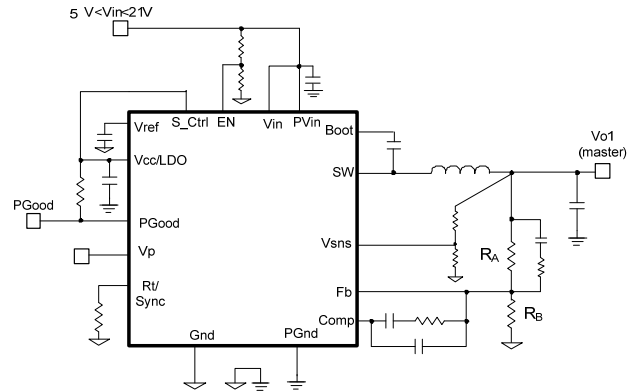 5 V<Vin<21V
S_Ctrl EN Vin PVin
Vref
Boot
Vcc/LDO
SW
Vo1
(master)
PGood
PGood
Vsns
Vp
RA
Rt/
Sync
Fb
RB
Comp
Gnd
PGnd